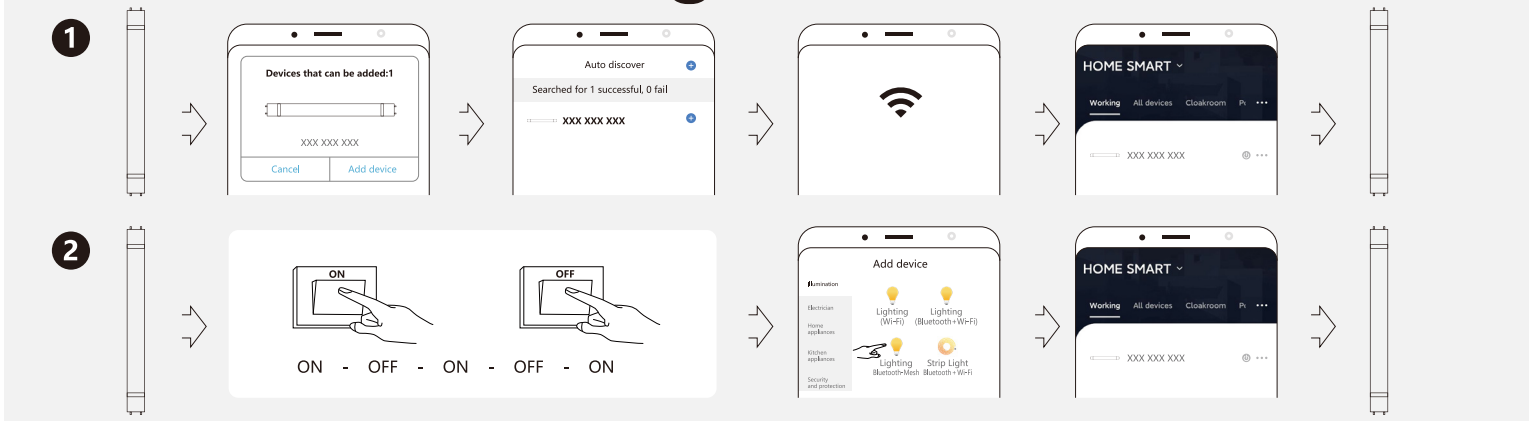 1
Devices that can be added:1
XXX XXX XXX
Cancel
Add device
Auto discover
Searched for 1 successful, 0 fail
XXX XXX XXX
HOME SMART
Working All devices Cloakroom
XXX XXX XXX
2
ON
OFF
ON - OFF - ON - OFF - ON
Add device
Illumination
Electrician
Home
appliances
Kitchen
appliances
Security
and protection
Lighting
(Wi-Fi)
Lighting
(Bluetooth+Wi-Fi)
Lighting
Bluetooth-Mesh
Strip Light
Bluetooth+Wi-Fi
HOME SMART
Working All devices Cloakroom
XXX XXX XXX